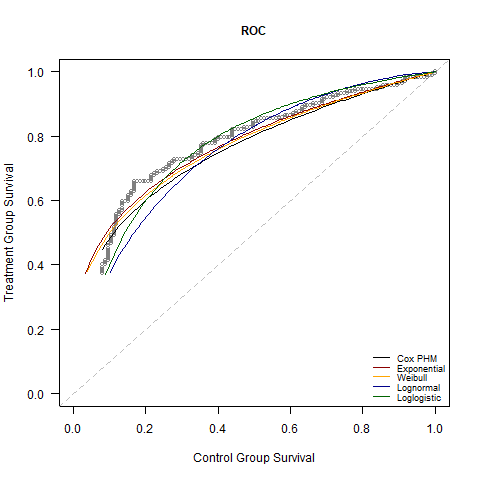 ROC
Treatment Group Survival
1.0
0.8
0.6
0.4
0.2
0.0
Cox PHM
Exponential
Weibull
Lognormal
Loglogistic
0.0 0.2 0.4 0.6 0.8 1.0
Control Group Survival